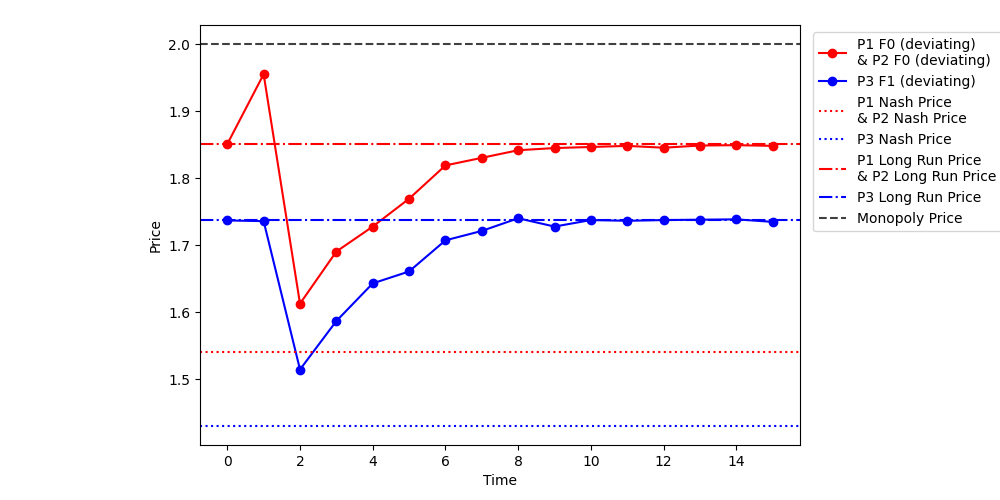 2.0
1.9
1.8
1.7
1.6
1.5
Price
0 2 4 6 8 10 12 14
Time
P1 F0 (deviating)
& P2 F0 (deviating)
P3 F1 (deviating)
P1 Nash Price
& P2 Nash Price
P3 Nash Price
P1 Long Run Price
& P2 Long Run Price
P3 Long Run Price
Monopoly Price